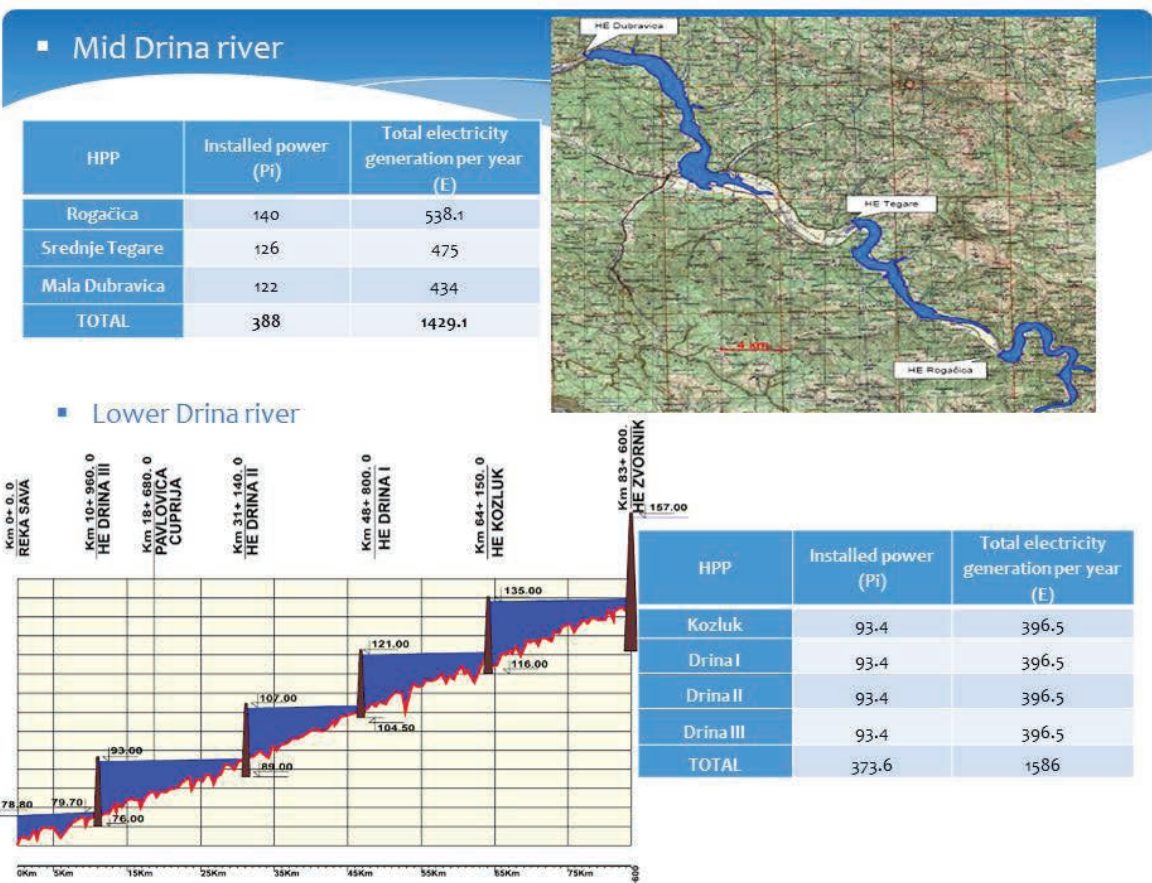 Mid Drina river
HPP
Installed power
(Pi)
Total electricity
generation per year
(E)
Rogačica 140 538.1
Srednje Tegare 126 475
Mala Dubravica 122 434
TOTAL 388 1429.1
HE Dubravica
HE Tegare
4 km
HE Rogačica
Lower Drina river
Km 0+ 0. 0
REKA SAVA
Km 10+ 960. 0
HE DRINA III
Km 18+ 680. 0
PAVLOVICA
CUPRIJA
Km 31+ 140. 0
HE DRINA II
Km 48+ 800. 0
HE DRINA I
Km 64+ 150. 0
HE KOZLUK
Km 83+ 600.
HE ZVORNIK
157.00
135.00
121.00
116.00
107.00
104.50
93.00
89.00
78.80
79.70
76.00
0Km 5Km 15Km 25Km 35Km 45Km 55Km 65Km 75Km 600
HPP
Installed power
(Pi)
Total electricity
generation per year
(E)
Kozluk 93.4 396.5
Drina I 93.4 396.5
Drina II 93.4 396.5
Drina III 93.4 396.5
TOTAL 373.6 1586